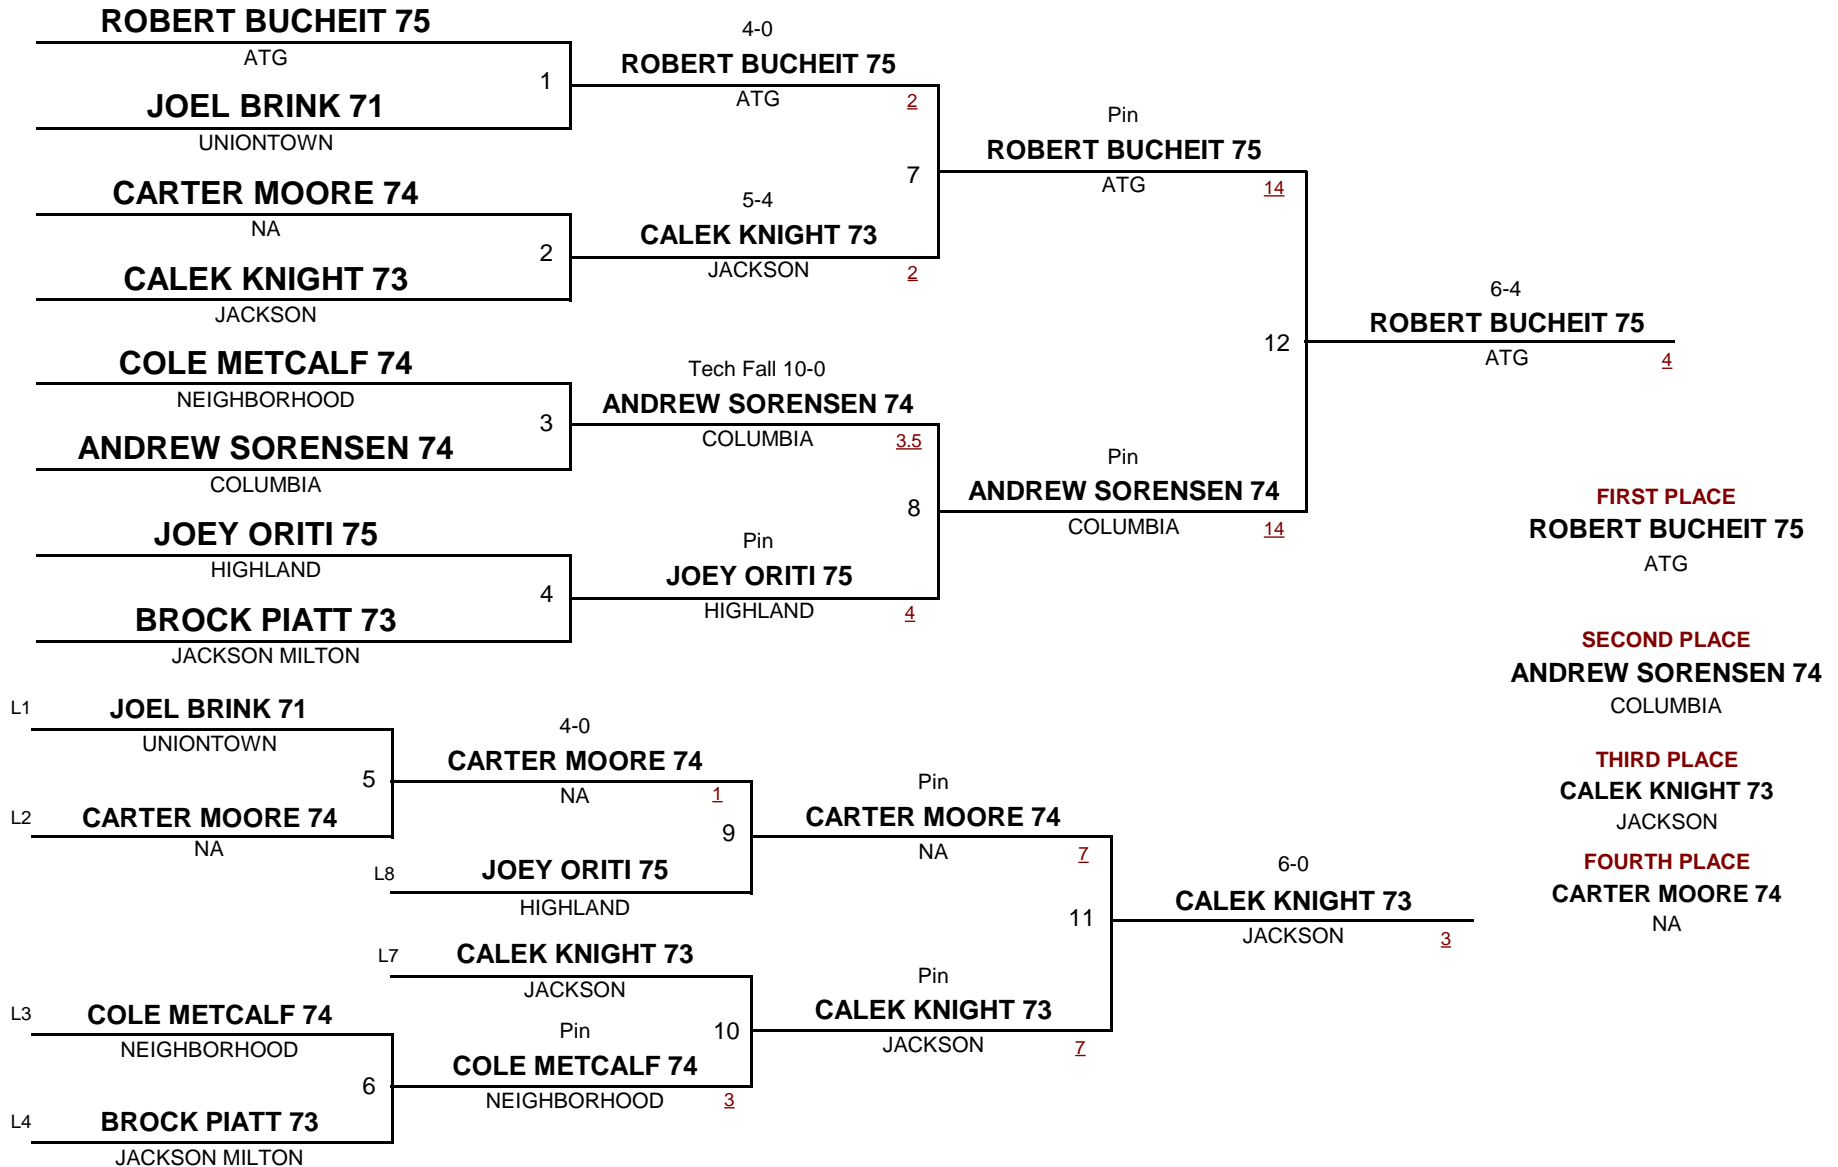 ROBERT BUCHEIT 75
ATG
1
JOEL BRINK 71
UNIONTOWN
4-0
ROBERT BUCHEIT 75
ATG
2
CARTER MOORE 74
NA
2
CALEK KNIGHT 73
JACKSON
5-4
CALEK KNIGHT 73
JACKSON
2
7
Pin
ROBERT BUCHEIT 75
ATG
14
COLE METCALF 74
NEIGHBORHOOD
3
ANDREW SORENSEN 74
COLUMBIA
Tech Fall 10-0
ANDREW SORENSEN 74
COLUMBIA
3.5
JOEY ORITI 75
HIGHLAND
4
BROCK PIATT 73
JACKSON MILTON
Pin
JOEY ORITI 75
HIGHLAND
4
8
Pin
ANDREW SORENSEN 74
COLUMBIA
14
12
6-4
ROBERT BUCHEIT 75
ATG
4
FIRST PLACE
ROBERT BUCHEIT 75
ATG
SECOND PLACE
ANDREW SORENSEN 74
COLUMBIA
THIRD PLACE
CALEK KNIGHT 73
JACKSON
FOURTH PLACE
CARTER MOORE 74
NA
L1
JOEL BRINK 71
UNIONTOWN
5
L2
CARTER MOORE 74
NA
4-0
CARTER MOORE 74
NA
1
9
L8
JOEY ORITI 75
HIGHLAND
Pin
CARTER MOORE 74
NA
7
L7
CALEK KNIGHT 73
JACKSON
L3
COLE METCALF 74
NEIGHBORHOOD
6
L4
BROCK PIATT 73
JACKSON MILTON
Pin
COLE METCALF 74
NEIGHBORHOOD
3
10
Pin
CALEK KNIGHT 73
JACKSON
7
11
6-0
CALEK KNIGHT 73
JACKSON
3